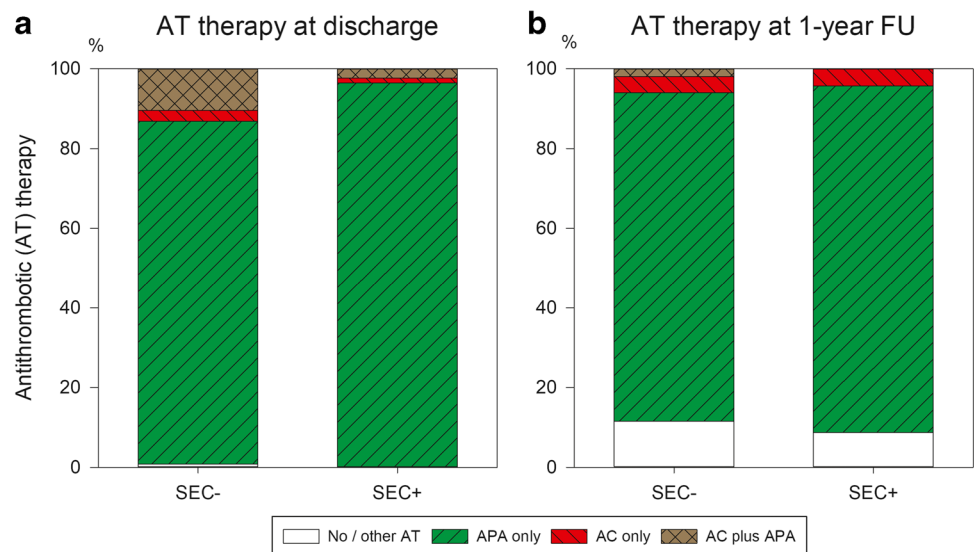 a AT therapy at discharge
%
100
80
60
40
20
0
Antithrombotic (AT) therapy
SEC- SEC+
b AT therapy at 1-year FU
%
100
80
60
40
20
0
SEC- SEC+
No / other AT APA only AC only AC plus APA